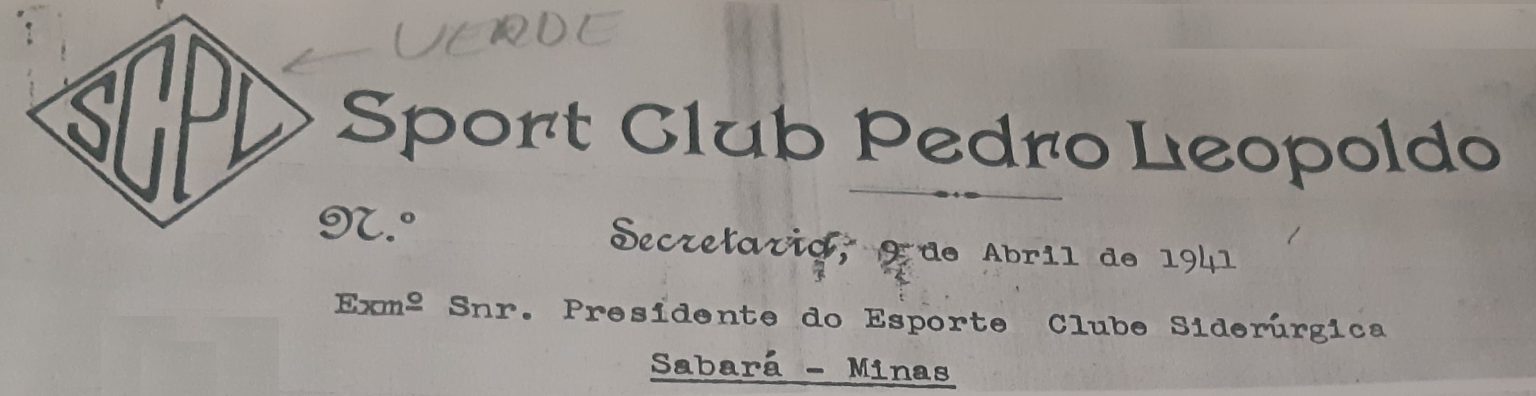 VERDE
SCPL
Sport Club Pedro Leopoldo
N.º
Secretaria, 9 de Abril de 1941
Exmº Snr. Presidente do Esporte Clube Siderúrgica
Sabará - Minas